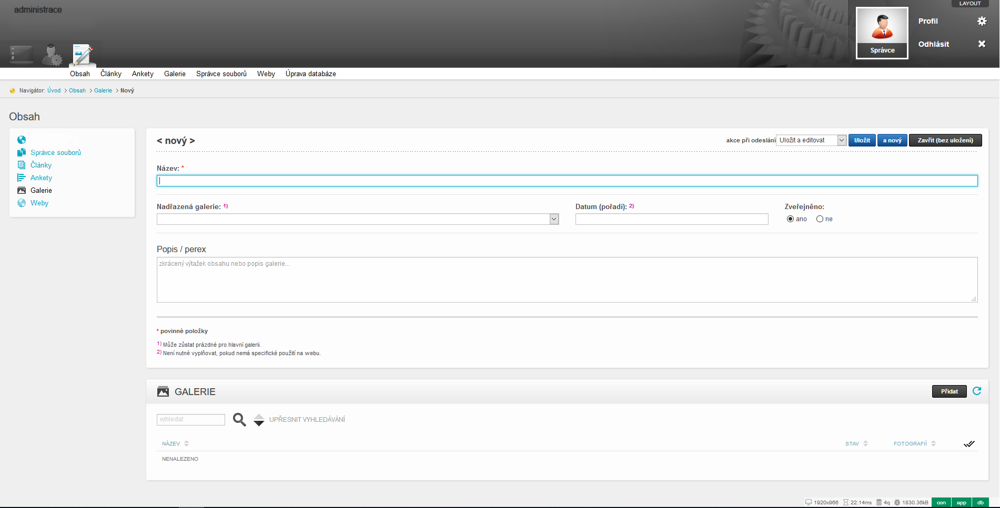 administrace
LAYOUT
Profil
Odhlásit
Správce
Obsah Články Ankety Galerie Správce souborů Weby Úprava databáze
Navigátor: Úvod > Obsah > Galerie > Nový
Obsah
Správce souborů
Články
Ankety
Galerie
Weby
< nový >
akce při odeslání Uložit a editovat Uložit a nový Zavřít (bez uložení)
Název: *
Nadřazená galerie: 1) Datum (pořadí): 2) Zveřejněno:
ano ne
Popis / perex
zkrácený výtažek obsahu nebo popis galerie...
* povinné položky
1) Může zůstat prázdné pro hlavní galerii.
2) Není nutné vyplňovat, pokud nemá specifické použití na webu.
GALERIE Přidat
vyhledat UPŘESNIT VYHLEDÁVÁNÍ
NÁZEV STAV FOTOGRAFIÍ
NENALEZENO
1920x966 22.14ms 4q 1830.36kB con app db